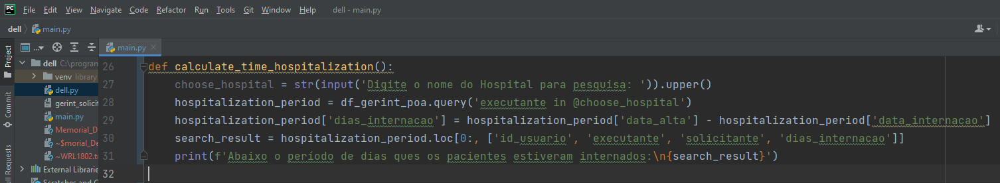 PC File Edit View Navigate Code Refactor Run Tools Git Window Help dell - main.py
dell main.py
Project ...
main.py ×
dell C:\program
venv library
dell.py
gerint_solicit
main.py
Memorial_D
~$morial_De
~WRL1802.t
External Librarie
Scratches and C
Commit
ull Requests
26 def calculate_time_hospitalization():
27 choose_hospital = str(input('Digite o nome do Hospital para pesquisa: ')).upper()
28 hospitalization_period = df_gerint_poa.query('executante in @choose_hospital')
29 hospitalization_period['dias_internacao'] = hospitalization_period['data_alta'] - hospitalization_period['data_internacao']
30 search_result = hospitalization_period.loc[0:, ['id_usuario', 'executante', 'solicitante', 'dias_internacao']]
31 print(f'Abaixo o período de dias ques os pacientes estiveram internados:\n{search_result}')
32